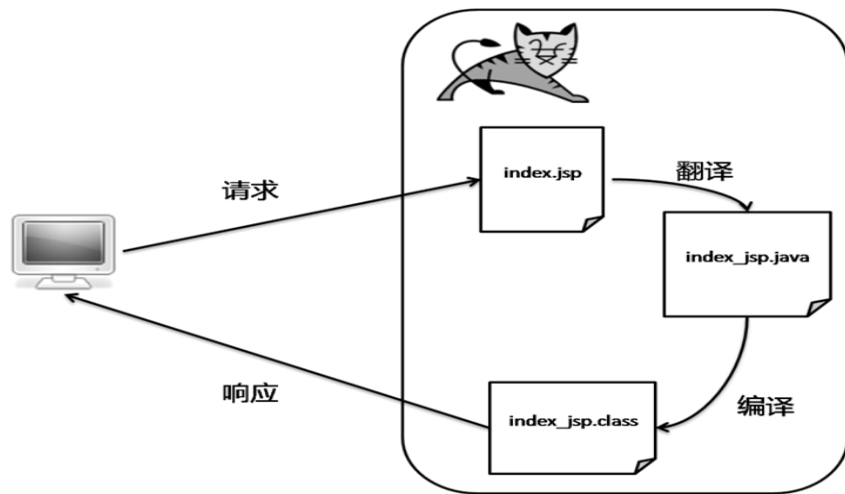 index.jsp
翻译
请求
index_jsp.java
响应
index_jsp.class
编译